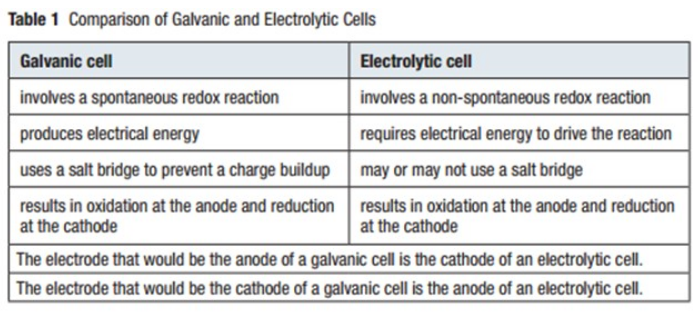 Table 1 Comparison of Galvanic and Electrolytic Cells
Galvanic cell
Electrolytic cell
involves a spontaneous redox reaction
involves a non-spontaneous redox reaction
produces electrical energy
requires electrical energy to drive the reaction
uses a salt bridge to prevent a charge buildup
may or may not use a salt bridge
results in oxidation at the anode and reduction
at the cathode
results in oxidation at the anode and reduction
at the cathode
The electrode that would be the anode of a galvanic cell is the cathode of an electrolytic cell.
The electrode that would be the cathode of a galvanic cell is the anode of an electrolytic cell.